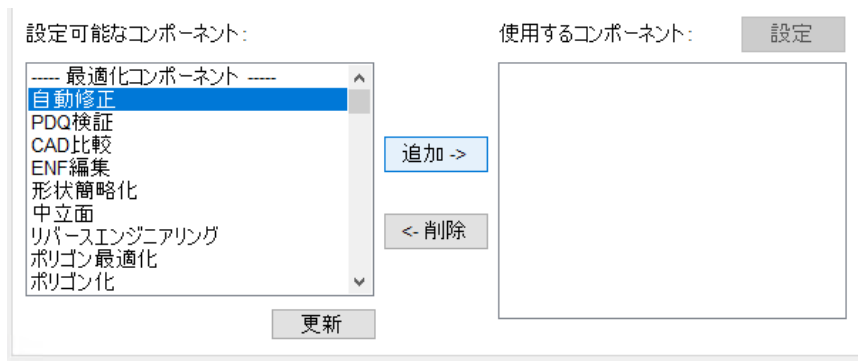 設定可能なコンポーネント:
使用するコンポーネント:
設定
----- 最適化コンポーネント -----
自動修正
PDQ検証
CAD比較
ENF編集
形状簡略化
中立面
リバースエンジニアリング
ポリゴン最適化
ポリゴン化
追加 ->
<- 削除
更新